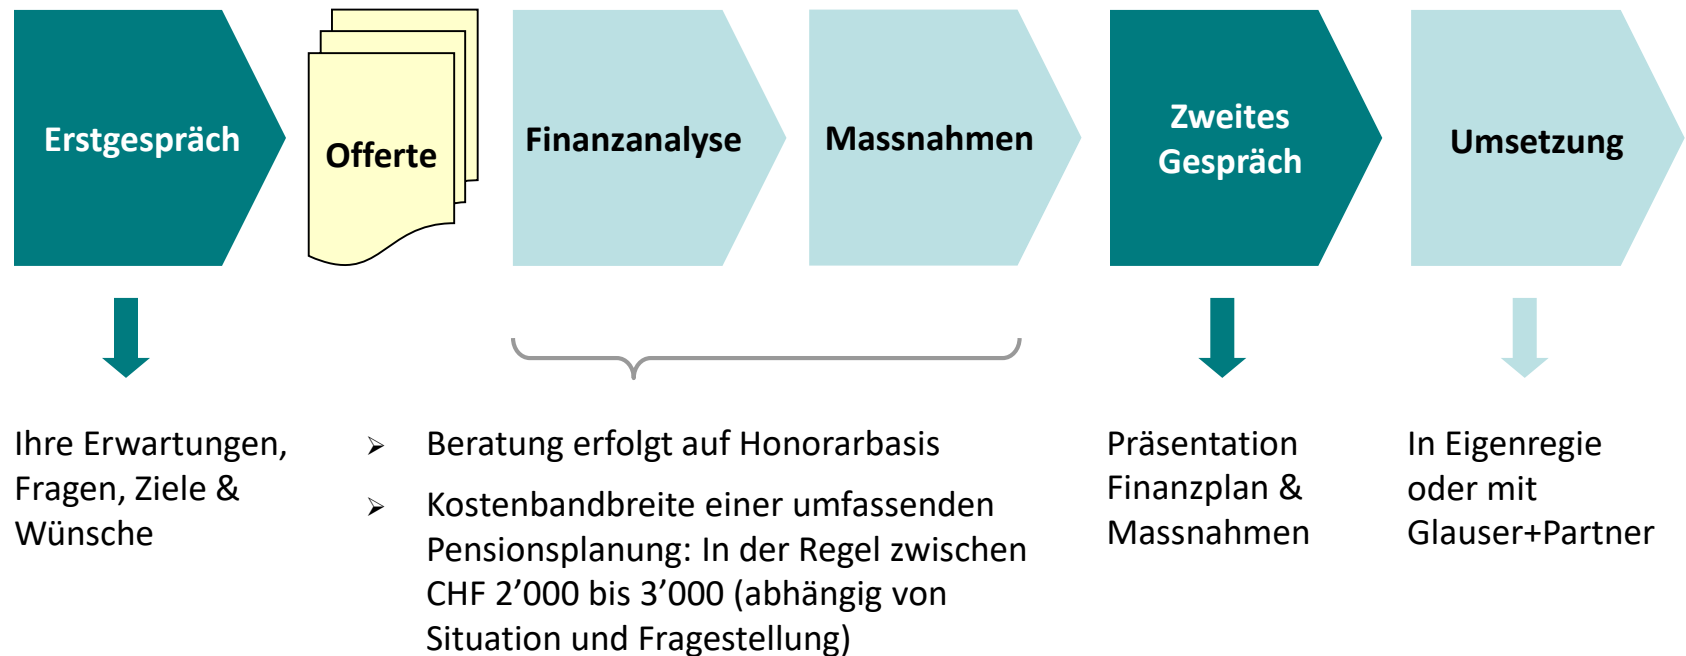 Erstgespräch
Offerte
Finanzanalyse
Massnahmen
Zweites
Gespräch
Umsetzung
Ihre Erwartungen,
Fragen, Ziele &
Wünsche
➢ Beratung erfolgt auf Honorarbasis
➢ Kostenbandbreite einer umfassenden
Pensionsplanung: In der Regel zwischen
CHF 2’000 bis 3’000 (abhängig von
Situation und Fragestellung)
Präsentation
Finanzplan &
Massnahmen
In Eigenregie
oder mit
Glauser+Partner